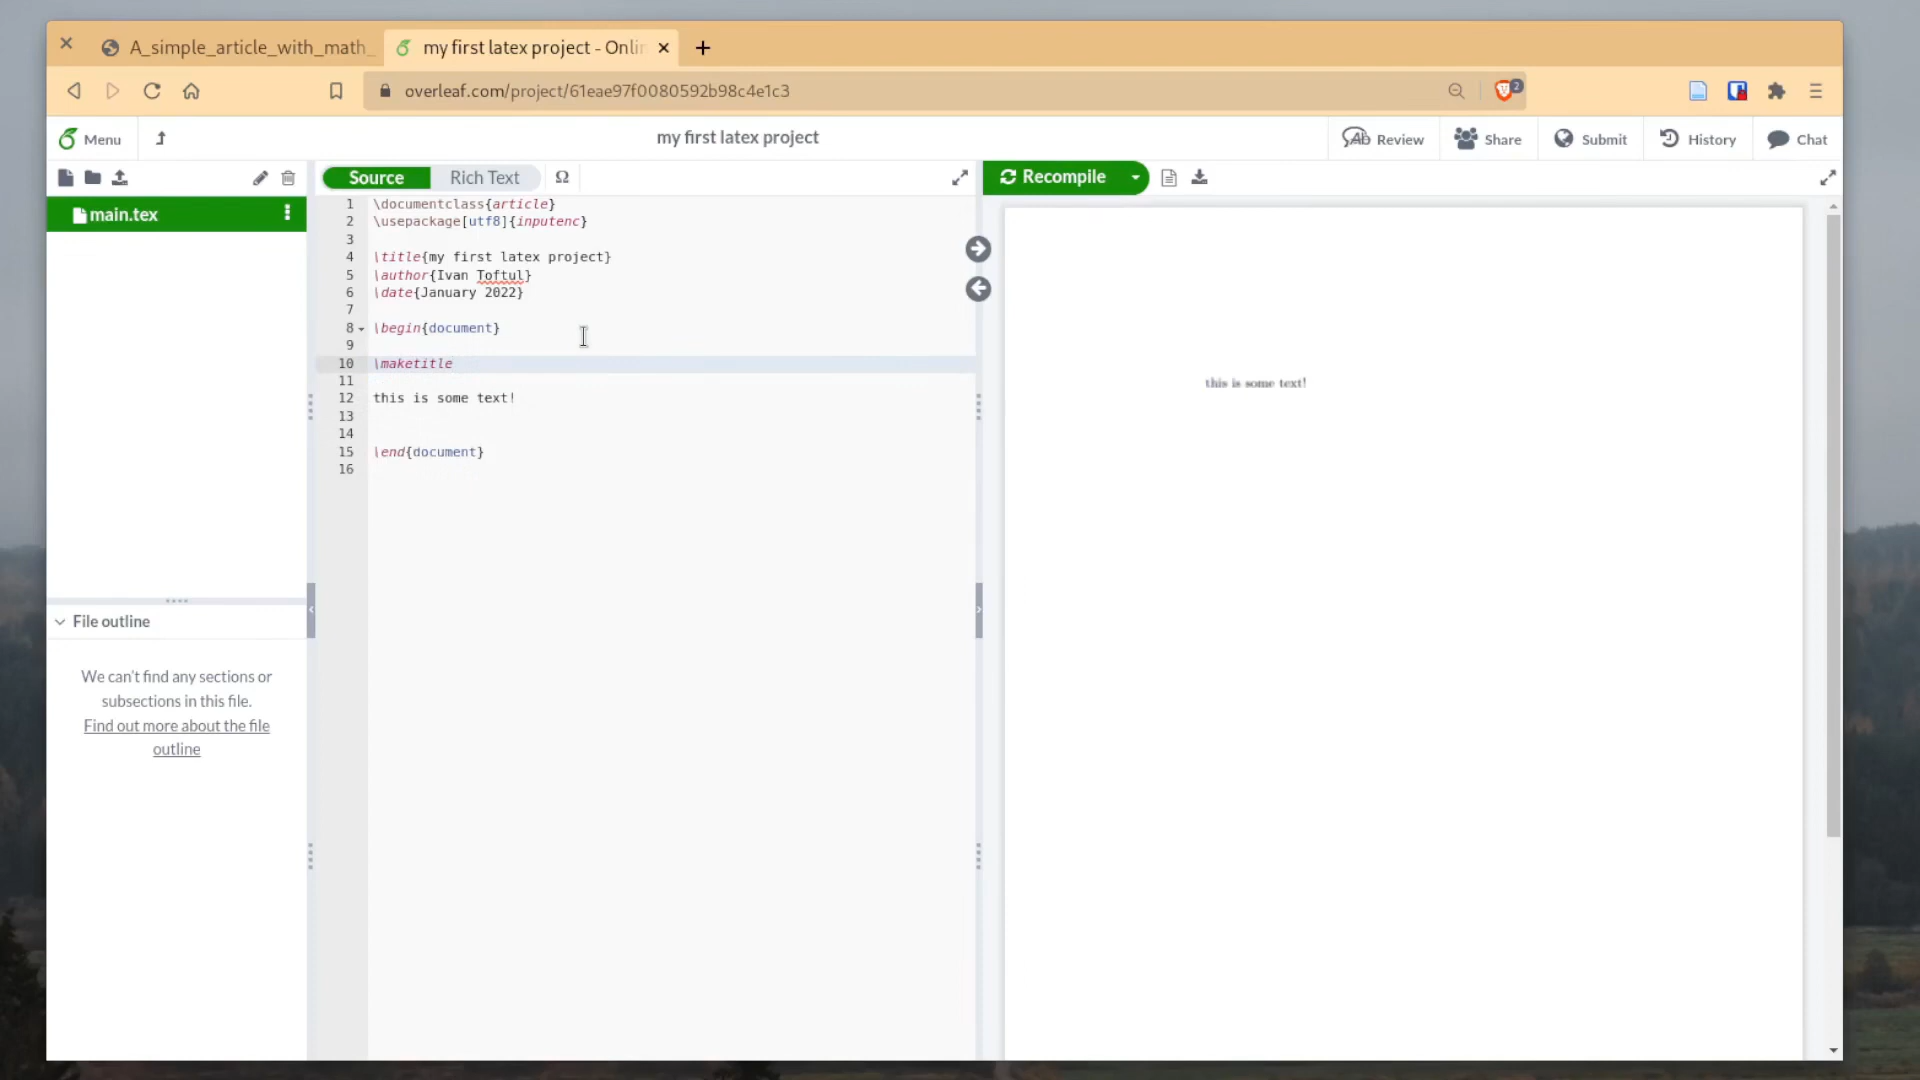 A_simple_article_with_math_
my first latex project - Onli
overleaf.com/project/61eae97f0080592b98c4e1c3
2
Menu
my first latex project
Review
Share
Submit
History
Chat
Source
Rich Text
Ω
Recompile
main.tex
1 \documentclass{article}
2 \usepackage[utf8]{inputenc}
3
4 \title{my first latex project}
5 \author{Ivan Toftul}
6 \date{January 2022}
7
8 \begin{document}
9
10 \maketitle
11
12 this is some text!
13
14
15 \end{document}
16
File outline
We can't find any sections or
subsections in this file.
Find out more about the file
outline
this is some text!